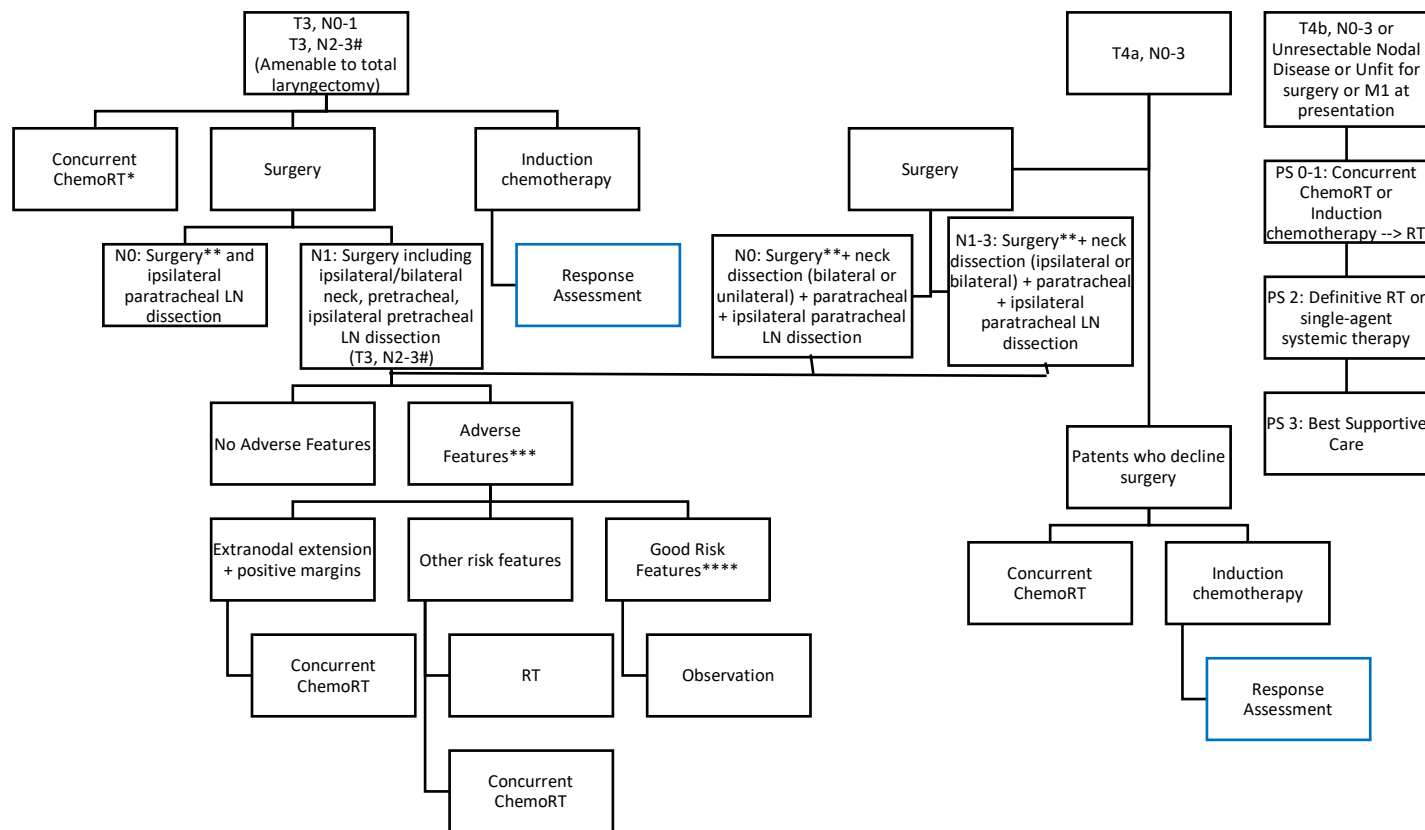 T3, N0-1
T3, N2-3#
(Amenable to total
laryngectomy)
T4a, N0-3
T4b, N0-3 or
Unresectable Nodal
Disease or Unfit for
surgery or M1 at
presentation
Concurrent
ChemoRT*
Surgery
Induction
chemotherapy
Surgery
PS 0-1: Concurrent
ChemoRT or
Induction
chemotherapy --> RT
N0: Surgery** and
ipsilateral
paratracheal LN
dissection
N1: Surgery including
ipsilateral/bilateral
neck, pretracheal,
ipsilateral pretracheal
LN dissection
(T3, N2-3#)
Response
Assessment
N0: Surgery**+ neck
dissection (bilateral or
unilateral) + paratracheal
+ ipsilateral paratracheal
LN dissection
N1-3: Surgery**+ neck
dissection (ipsilateral or
bilateral) + paratracheal
+ ipsilateral
paratracheal LN
dissection
PS 2: Definitive RT or
single-agent
systemic therapy
No Adverse Features
Adverse
Features***
Patents who decline
surgery
PS 3: Best Supportive
Care
Extranodal extension
+ positive margins
Other risk features
Good Risk
Features****
Concurrent
ChemoRT
Induction
chemotherapy
Concurrent
ChemoRT
RT
Observation
Response
Assessment
Concurrent
ChemoRT